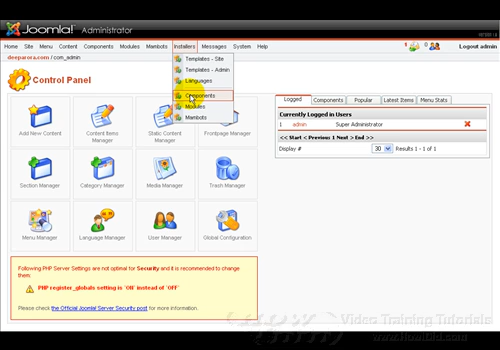 Joomla! Administrator
Home Site Menu Content Components Modules Mambots Installers Messages System Help
1 0 2 Logout admin
deeparora.com / com_admin
Templates - Site
Templates - Admin
Languages
Components
Modules
Mambots
Control Panel
Add New Content
Content Items Manager
Static Content Manager
Frontpage Manager
Section Manager
Category Manager
Media Manager
Trash Manager
Menu Manager
Language Manager
User Manager
Global Configuration
Logged Components Popular Latest Items Menu Stats
Currently Logged in Users
1 admin Super Administrator
<< Start < Previous 1 Next > End >>
Display # 30 Results 1 - 1 of 1
Following PHP Server Settings are not optimal for Security and it is recommended to change
them:
PHP register_globals setting is `ON` instead of `OFF`
Please check the Official Joomla! Server Security post for more information.
Video Training Tutorials